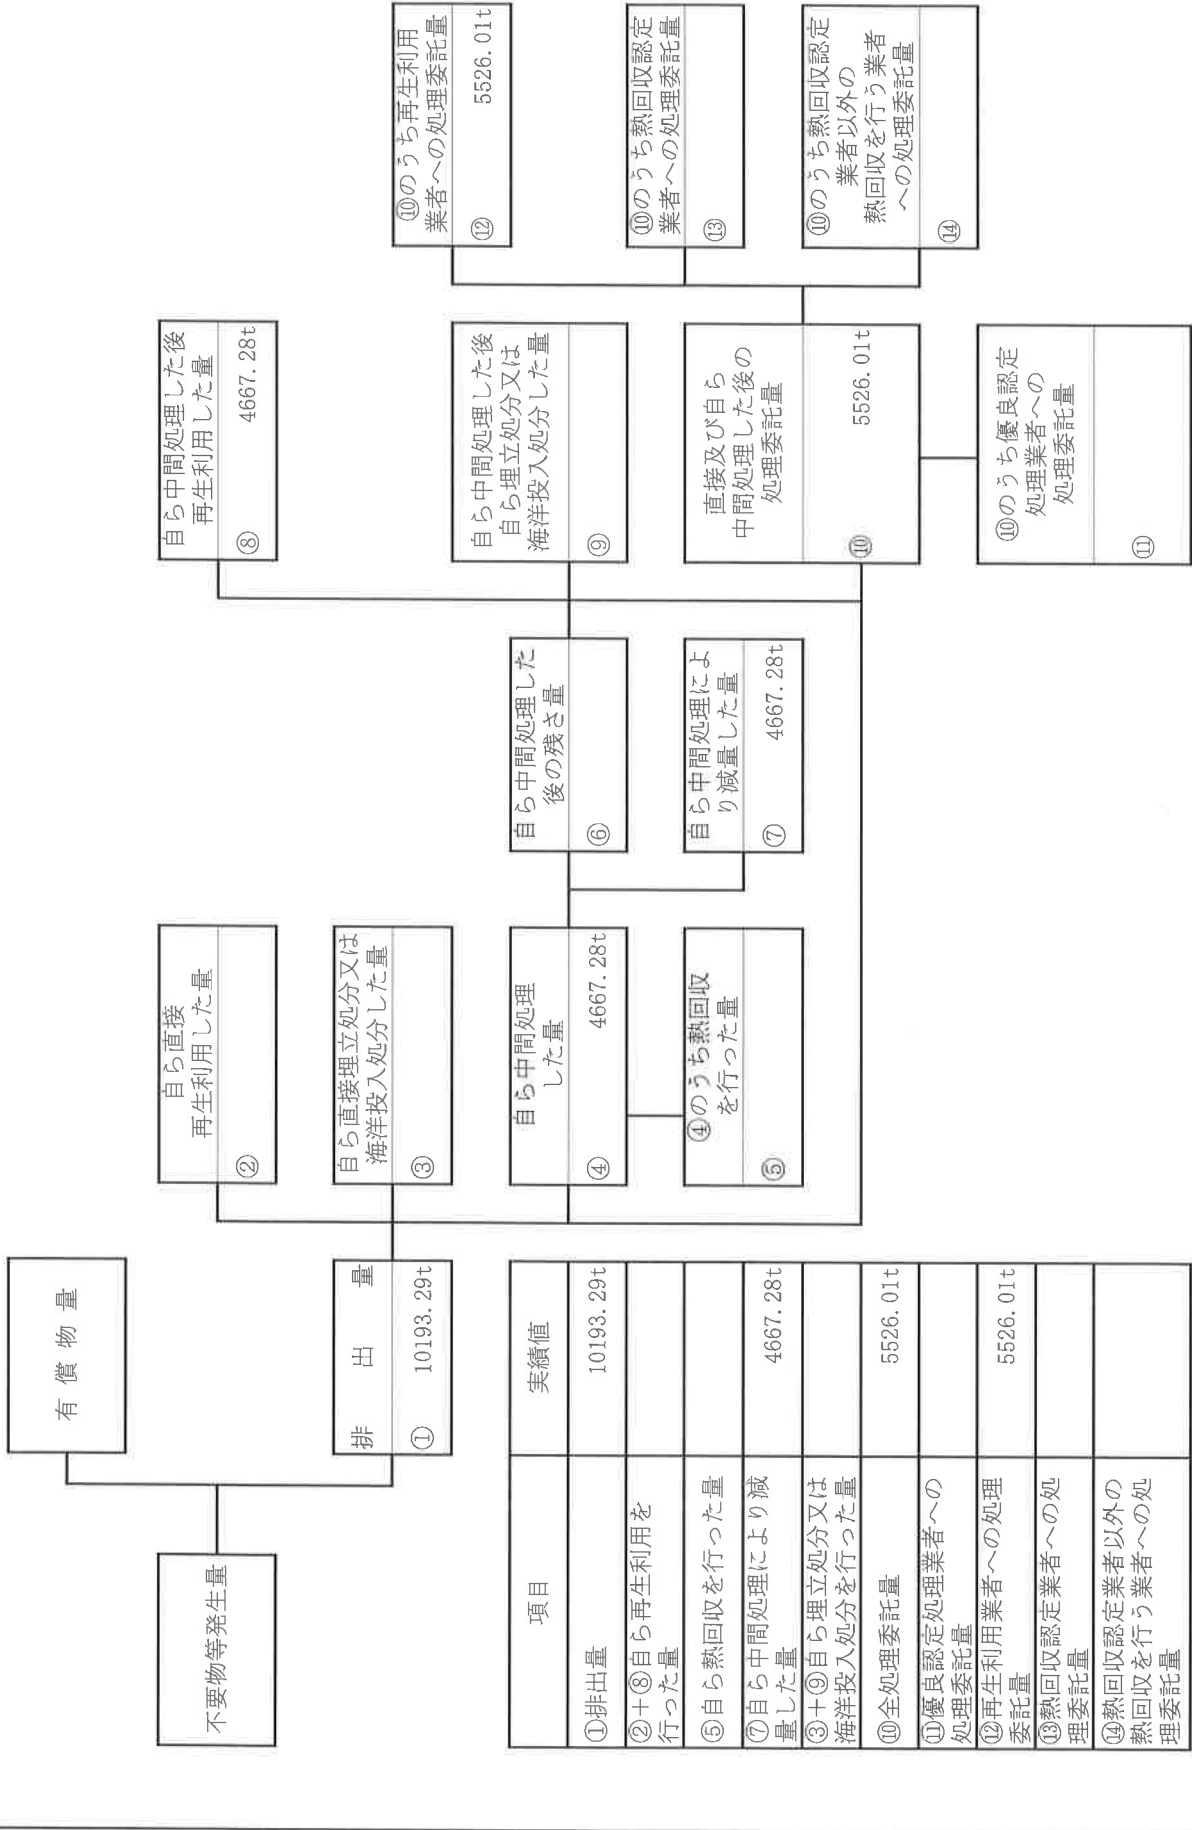 有 償 物 量
不要物等発生量
排 出 量
① 10193.29t
自ら直接
再生利用した量
②
自ら直接埋立処分又は
海洋投入処分した量
③
自ら中間処理
した量
④ 4667.28t
④のうち熱回収
を行った量
⑤
自ら中間処理した
後の残さ量
⑥
自ら中間処理によ
り減量した量
⑦ 4667.28t
自ら中間処理した後
再生利用した量
⑧ 4667.28t
自ら中間処理した後
自ら埋立処分又は
海洋投入処分した量
⑨
直接及び自ら
中間処理した後の
処理委託量
⑩ 5526.01t
⑩のうち優良認定
処理業者への
処理委託量
⑪
⑩のうち再生利用
業者への処理委託量
⑫ 5526.01t
⑩のうち熱回収認定
業者への処理委託量
⑬
⑩のうち熱回収認定
業者以外の
熱回収を行う業者
への処理委託量
⑭
項目 実績値
①排出量 10193.29t
②＋⑧自ら再生利用を
行った量
⑤自ら熱回収を行った量
⑦自ら中間処理により減
量した量 4667.28t
③＋⑨自ら埋立処分又は
海洋投入処分を行った量
⑩全処理委託量 5526.01t
⑪優良認定処理業者への
処理委託量
⑫再生利用業者への処理
委託量 5526.01t
⑬熱回収認定業者への処
理委託量
⑭熱回収認定業者以外の
熱回収を行う業者への処
理委託量